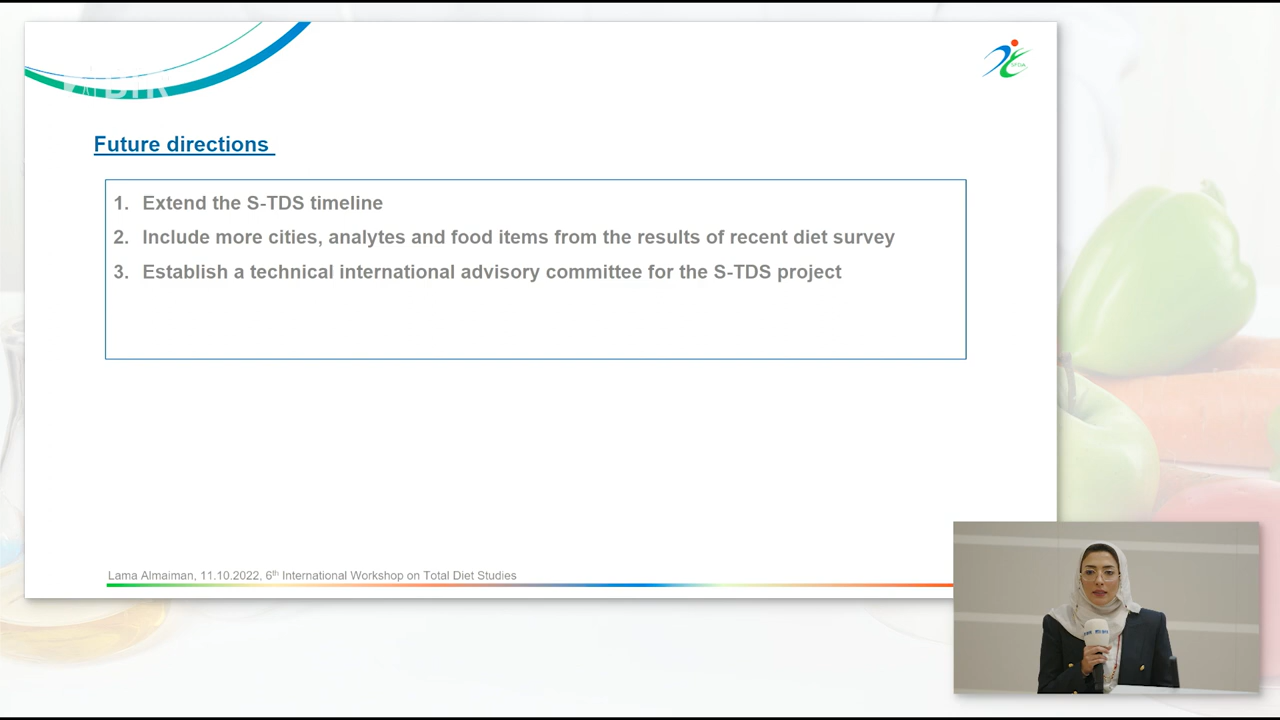 BfR
SFDA
Future directions
1. Extend the S-TDS timeline
2. Include more cities, analytes and food items from the results of recent diet survey
3. Establish a technical international advisory committee for the S-TDS project
Lama Almaiman, 11.10.2022, 6th International Workshop on Total Diet Studies